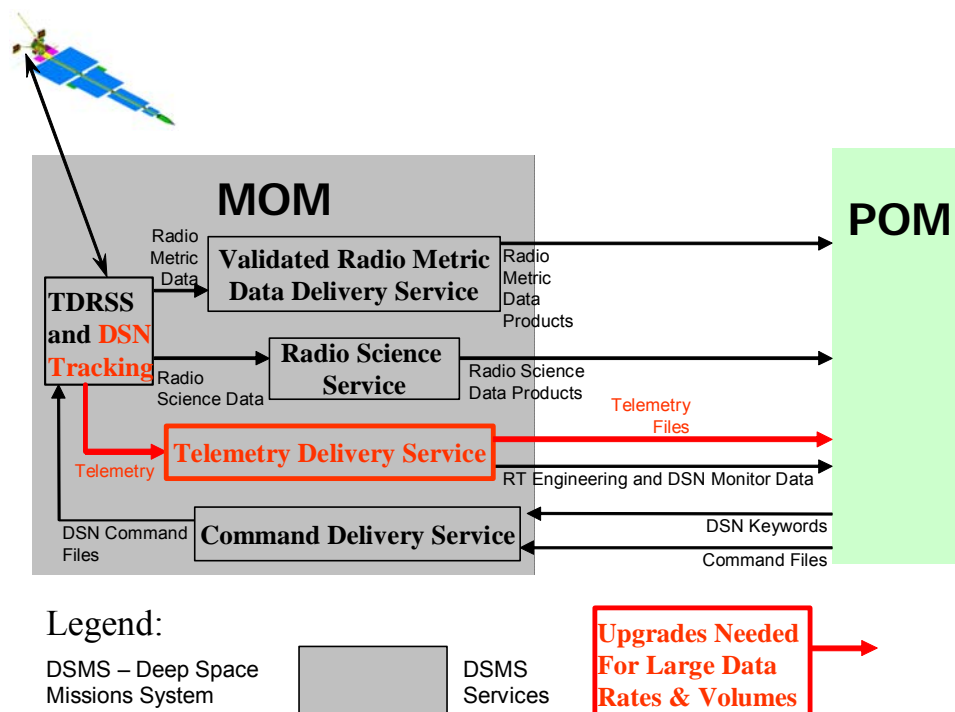 MOM
POM
Radio
Metric
Data
Validated Radio Metric
Data Delivery Service
Radio
Metric
Data
Products
TDRSS
and DSN
Tracking
Radio
Science Data
Radio Science
Service
Radio Science
Data Products
Telemetry
Files
Telemetry
Telemetry Delivery Service
RT Engineering and DSN Monitor Data
DSN Command
Files
Command Delivery Service
DSN Keywords
Command Files
Legend:
DSMS – Deep Space
Missions System
DSMS
Services
Upgrades Needed
For Large Data
Rates & Volumes